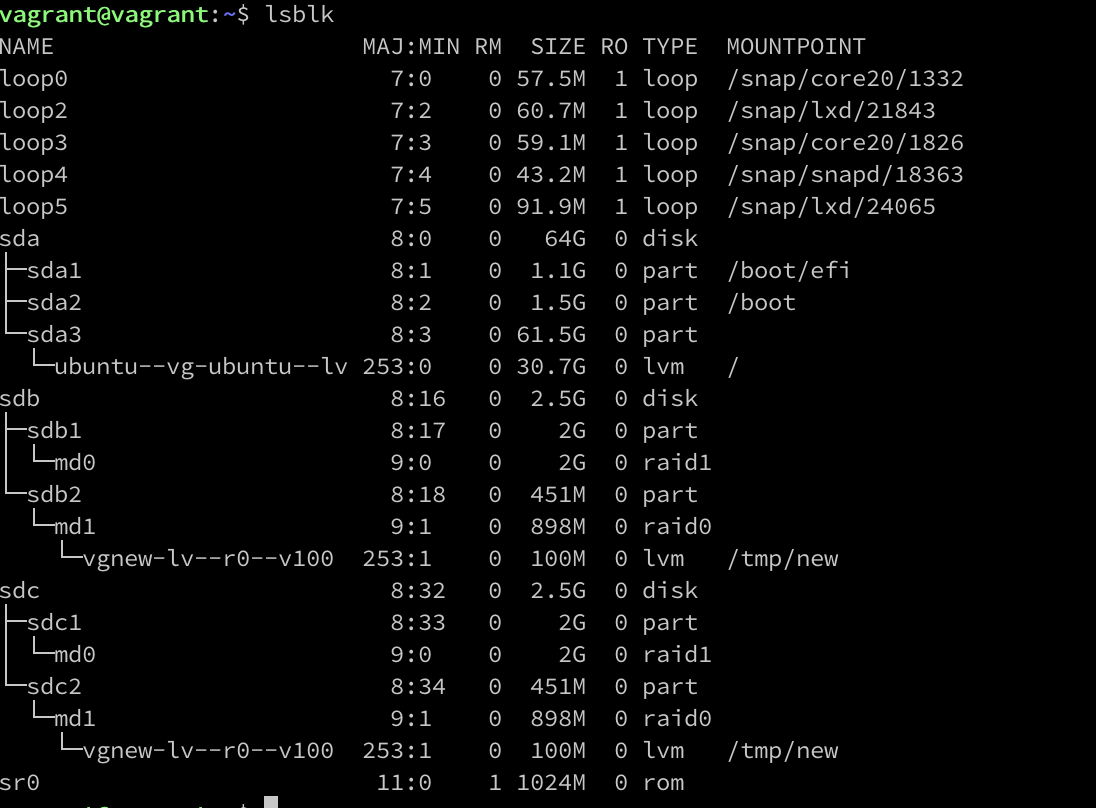 vagrant@vagrant:~$ lsblk
NAME                      MAJ:MIN RM  SIZE RO TYPE  MOUNTPOINT
loop0                       7:0    0 57.5M  1 loop  /snap/core20/1332
loop2                       7:2    0 60.7M  1 loop  /snap/lxd/21843
loop3                       7:3    0 59.1M  1 loop  /snap/core20/1826
loop4                       7:4    0 43.2M  1 loop  /snap/snapd/18363
loop5                       7:5    0 91.9M  1 loop  /snap/lxd/24065
sda                         8:0    0   64G  0 disk
├─sda1                      8:1    0  1.1G  0 part  /boot/efi
├─sda2                      8:2    0  1.5G  0 part  /boot
└─sda3                      8:3    0 61.5G  0 part
  └─ubuntu--vg-ubuntu--lv 253:0    0 30.7G  0 lvm   /
sdb                         8:16   0  2.5G  0 disk
├─sdb1                      8:17   0    2G  0 part
│ └─md0                     9:0    0    2G  0 raid1
└─sdb2                      8:18   0  451M  0 part
  └─md1                     9:1    0  898M  0 raid0
    └─vgnew-lv--r0--v100  253:1    0  100M  0 lvm   /tmp/new
sdc                         8:32   0  2.5G  0 disk
├─sdc1                      8:33   0    2G  0 part
│ └─md0                     9:0    0    2G  0 raid1
└─sdc2                      8:34   0  451M  0 part
  └─md1                     9:1    0  898M  0 raid0
    └─vgnew-lv--r0--v100  253:1    0  100M  0 lvm   /tmp/new
sr0                        11:0    1 1024M  0 rom